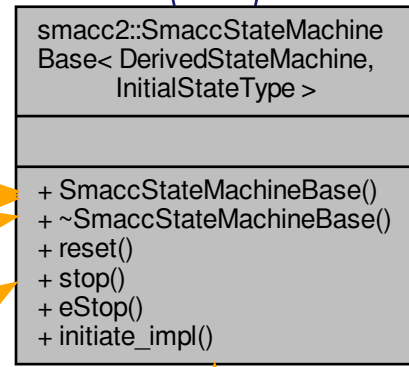 smacc2::SmaccStateMachine
Base< DerivedStateMachine,
InitialStateType >
+ SmaccStateMachineBase()
+ ~SmaccStateMachineBase()
+ reset()
+ stop()
+ eStop()
+ initiate_impl()